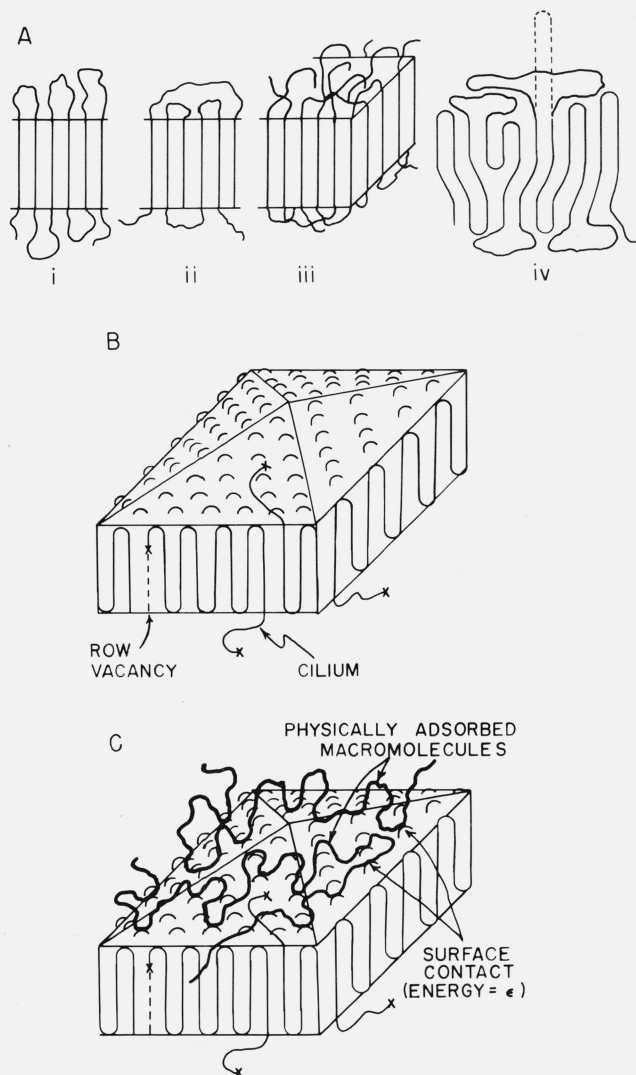 A
i
ii
iii
iv
B
ROW
VACANCY
CILIUM
C
PHYSICALLY ADSORBED
MACROMOLECULES
SURFACE
CONTACT
(ENERGY = ϵ)